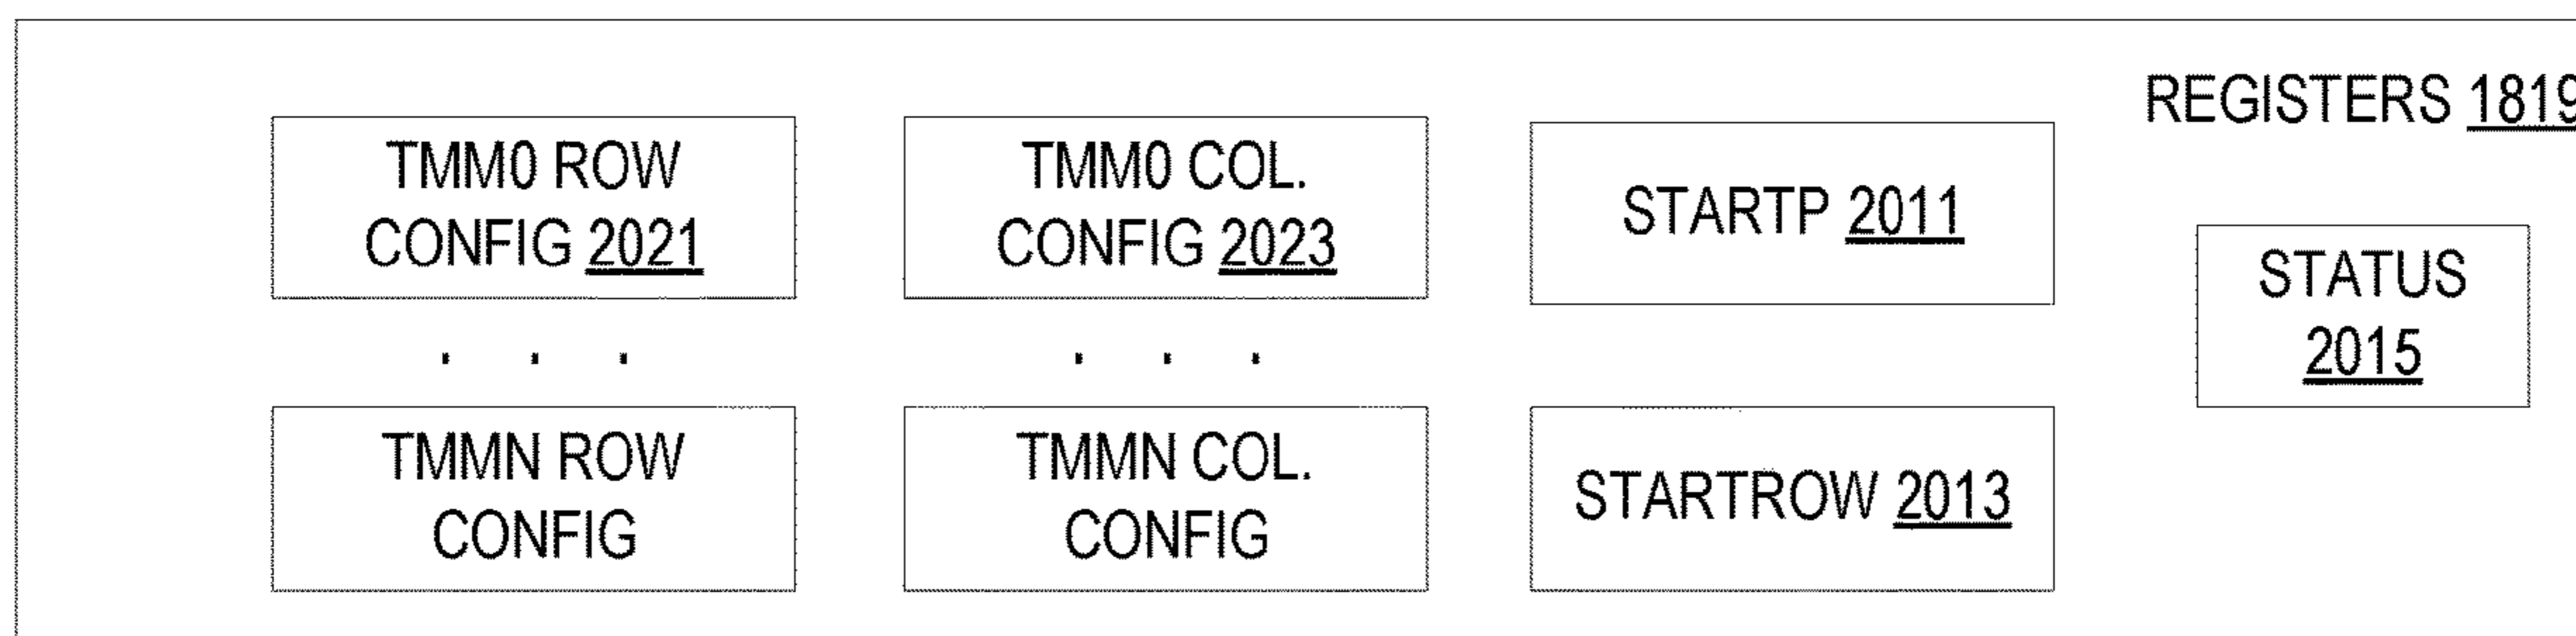 REGISTERS 1819
TMM0 ROW
CONFIG 2021
TMM0 COL.
CONFIG 2023
STARTP 2011
STATUS
2015
. . .
. . .
TMMN ROW
CONFIG
TMMN COL.
CONFIG
STARTROW 2013